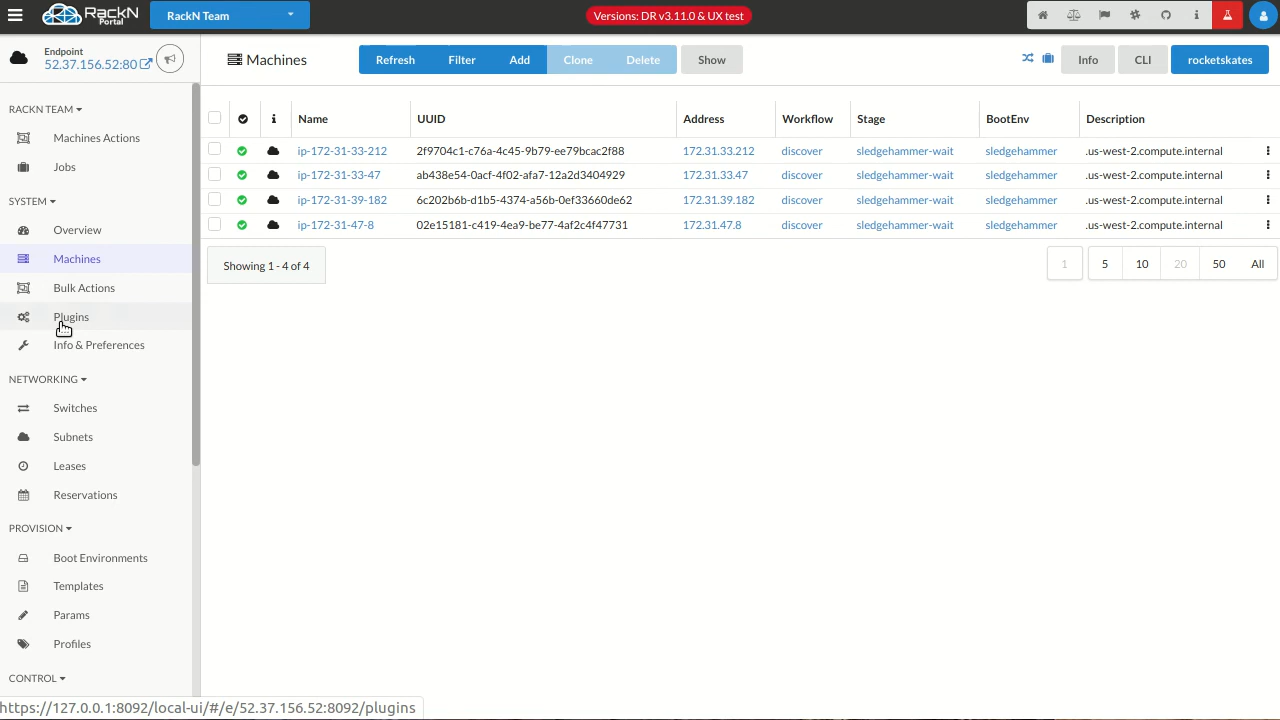 RackN Portal
RackN Team
Versions: DR v3.11.0 & UX test
Endpoint
52.37.156.52:80
Machines
Refresh
Filter
Add
Clone
Delete
Show
Info
CLI
rocketskates
RACKN TEAM
Machines Actions
Jobs
SYSTEM
Overview
Machines
Bulk Actions
Plugins
Info & Preferences
NETWORKING
Switches
Subnets
Leases
Reservations
PROVISION
Boot Environments
Templates
Params
Profiles
CONTROL
Name UUID Address Workflow Stage BootEnv Description
ip-172-31-33-212 2f9704c1-c76a-4c45-9b79-ee79bcac2f88 172.31.33.212 discover sledgehammer-wait sledgehammer .us-west-2.compute.internal
ip-172-31-33-47 ab438e54-0acf-4f02-afa7-12a2d3404929 172.31.33.47 discover sledgehammer-wait sledgehammer .us-west-2.compute.internal
ip-172-31-39-182 6c202b6b-d1b5-4374-a56b-0ef33660de62 172.31.39.182 discover sledgehammer-wait sledgehammer .us-west-2.compute.internal
ip-172-31-47-8 02e15181-c419-4ea9-be77-4af2c4f47731 172.31.47.8 discover sledgehammer-wait sledgehammer .us-west-2.compute.internal
Showing 1 - 4 of 4
1 5 10 20 50 All
https://127.0.0.1:8092/local-ui/#/e/52.37.156.52:8092/plugins